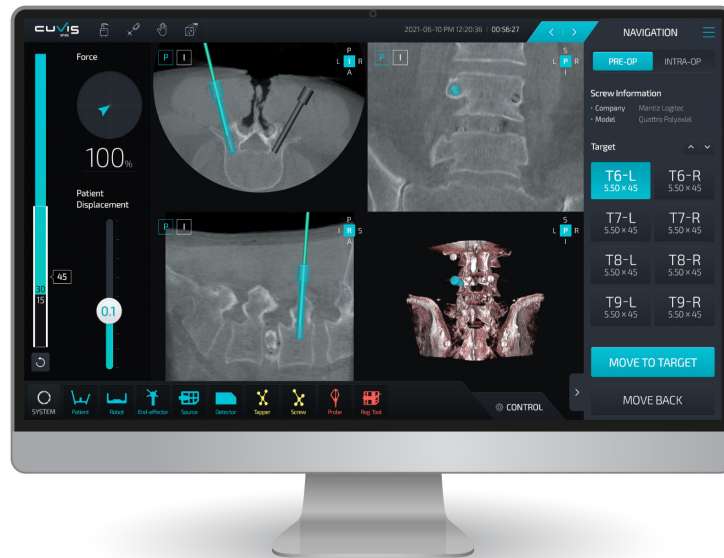 CUVIS
SPINE
2021-06-10 PM 12:20:36 | 00:56:27
NAVIGATION
Force
100%
Patient
Displacement
0.1
45
30
15
P I
P
L I R
A
P I
S
L P R
I
P I
P
I R S
A
S
L P R
I
PRE-OP INTRA-OP
Screw Information
• Company Mantiz Logitec
• Model Quattro Polyaxial
Target
T6-L T6-R
5.50 × 45 5.50 × 45
T7-L T7-R
5.50 × 45 5.50 × 45
T8-L T8-R
5.50 × 45 5.50 × 45
T9-L T9-R
5.50 × 45 5.50 × 45
MOVE TO TARGET
MOVE BACK
SYSTEM Patient Robot End-effector Source Detector Tapper Screw Probe Reg Tool
CONTROL